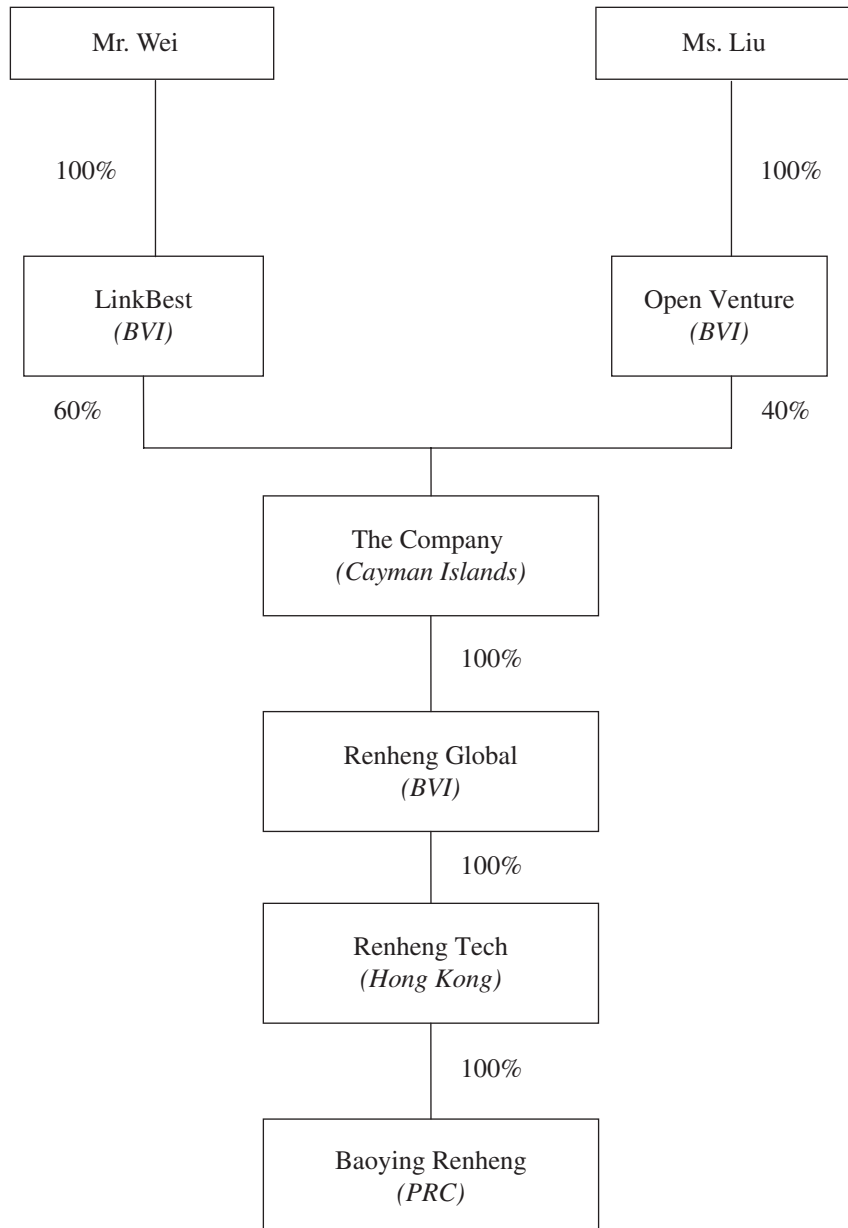 Mr. Wei
Ms. Liu
100%
100%
LinkBest
(BVI)
Open Venture
(BVI)
60%
40%
The Company
(Cayman Islands)
100%
Renheng Global
(BVI)
100%
Renheng Tech
(Hong Kong)
100%
Baoying Renheng
(PRC)